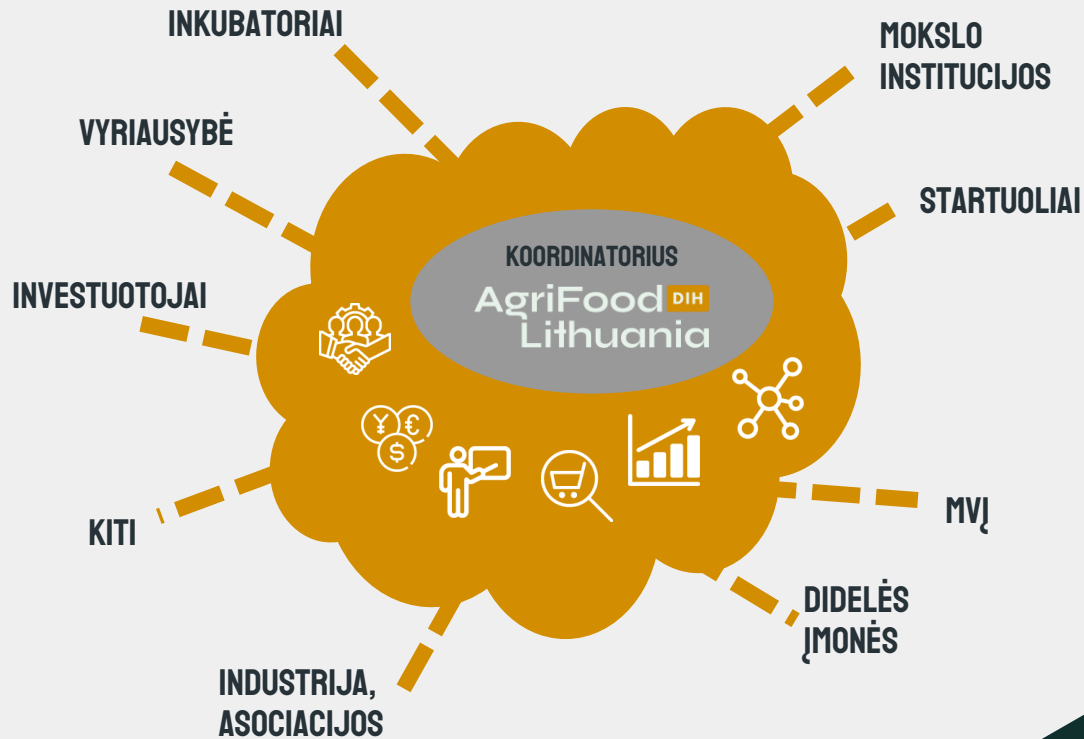 INKUBATORIAI
MOKSLO
INSTITUCIJOS
VYRIAUSYBĖ
STARTUOLIAI
KOORDINATORIUS
AgriFood DIH
Lithuania
INVESTUOTOJAI
¥ €
$
MVĮ
KITI
DIDELĖS
ĮMONĖS
INDUSTRIJA,
ASOCIACIJOS